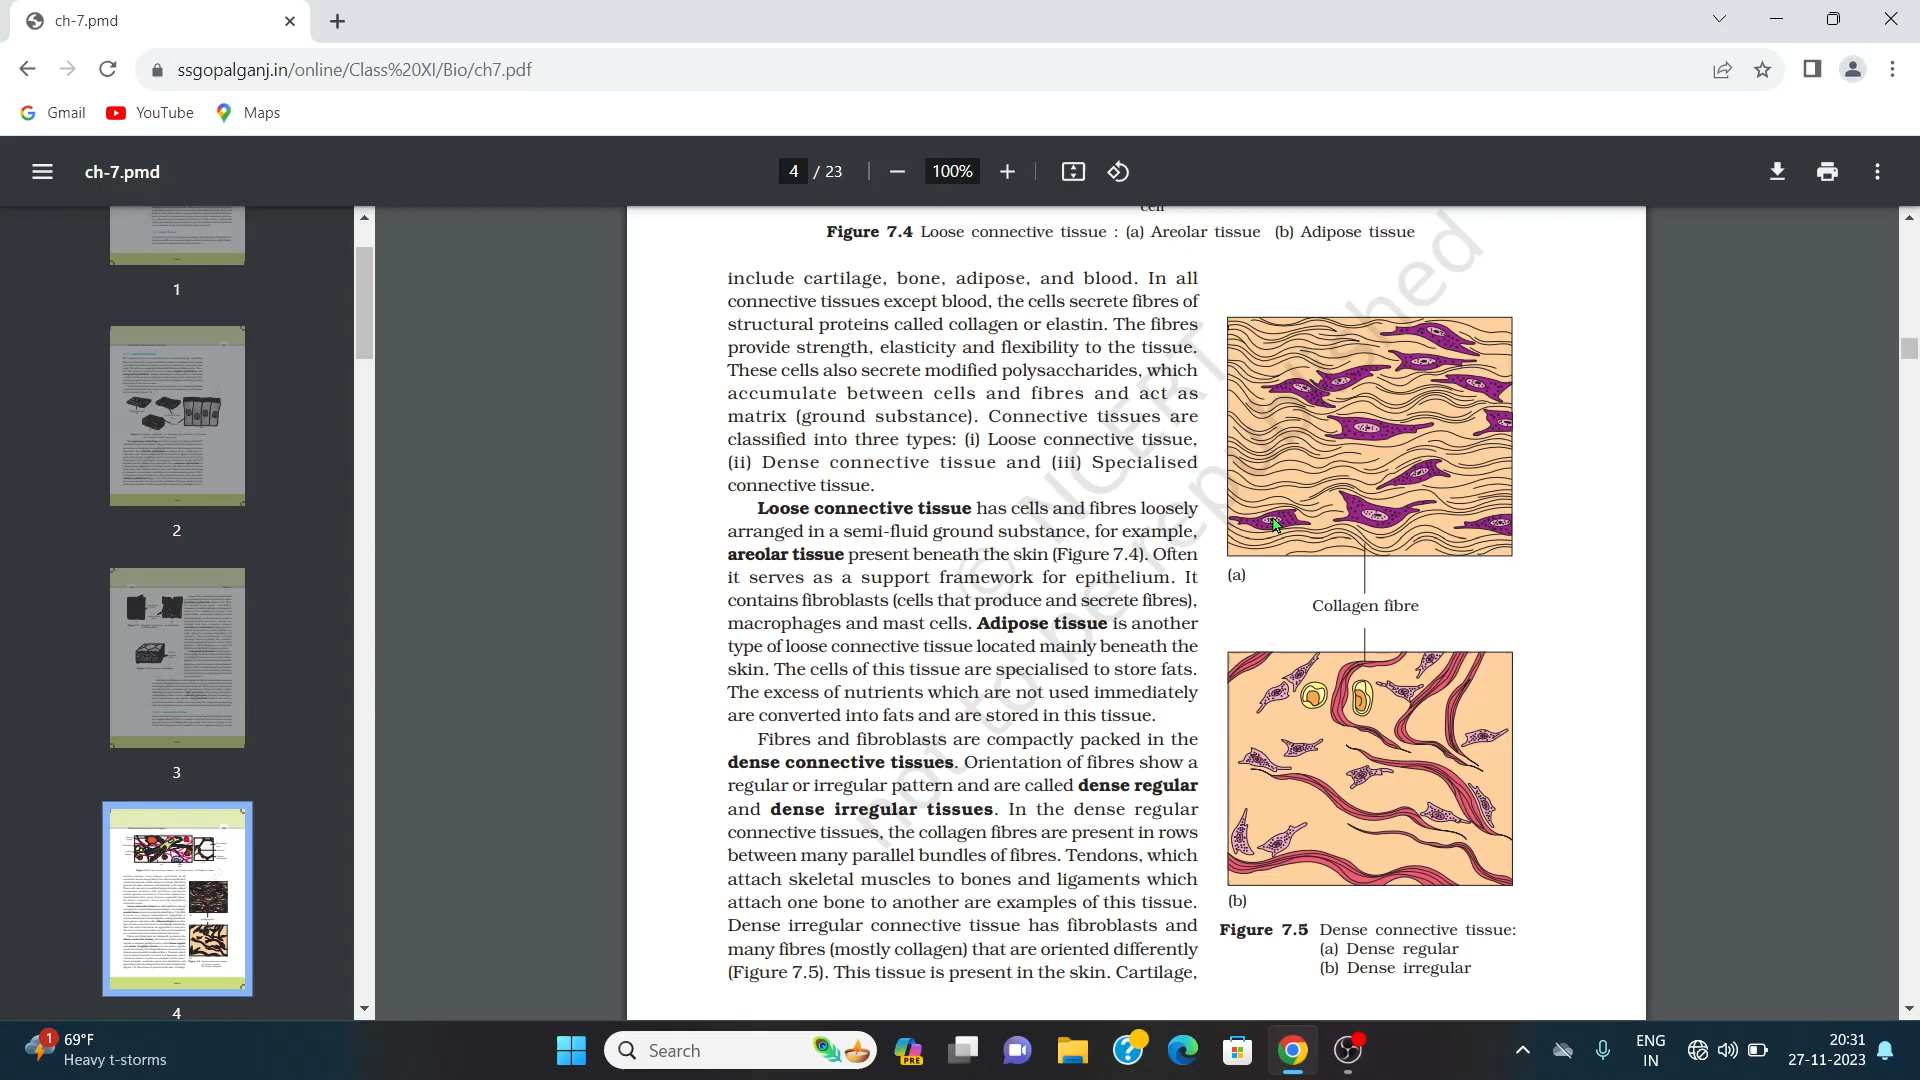 ch-7.pmd
ssgopalganj.in/online/Class%20XI/Bio/ch7.pdf
Gmail YouTube Maps
ch-7.pmd 4 / 23 100%
1
2
3
4
cell
Figure 7.4 Loose connective tissue : (a) Areolar tissue (b) Adipose tissue
include cartilage, bone, adipose, and blood. In all
connective tissues except blood, the cells secrete fibres of
structural proteins called collagen or elastin. The fibres
provide strength, elasticity and flexibility to the tissue.
These cells also secrete modified polysaccharides, which
accumulate between cells and fibres and act as
matrix (ground substance). Connective tissues are
classified into three types: (i) Loose connective tissue,
(ii) Dense connective tissue and (iii) Specialised
connective tissue.
Loose connective tissue has cells and fibres loosely
arranged in a semi-fluid ground substance, for example,
areolar tissue present beneath the skin (Figure 7.4). Often
it serves as a support framework for epithelium. It
contains fibroblasts (cells that produce and secrete fibres),
macrophages and mast cells. Adipose tissue is another
type of loose connective tissue located mainly beneath the
skin. The cells of this tissue are specialised to store fats.
The excess of nutrients which are not used immediately
are converted into fats and are stored in this tissue.
Fibres and fibroblasts are compactly packed in the
dense connective tissues. Orientation of fibres show a
regular or irregular pattern and are called dense regular
and dense irregular tissues. In the dense regular
connective tissues, the collagen fibres are present in rows
between many parallel bundles of fibres. Tendons, which
attach skeletal muscles to bones and ligaments which
attach one bone to another are examples of this tissue.
Dense irregular connective tissue has fibroblasts and
many fibres (mostly collagen) that are oriented differently
(Figure 7.5). This tissue is present in the skin. Cartilage,
(a)
Collagen fibre
(b)
Figure 7.5 Dense connective tissue:
(a) Dense regular
(b) Dense irregular
© NCERT
not to be republished
1
69°F
Heavy t-storms
Search
PRE
ENG
IN
20:31
27-11-2023